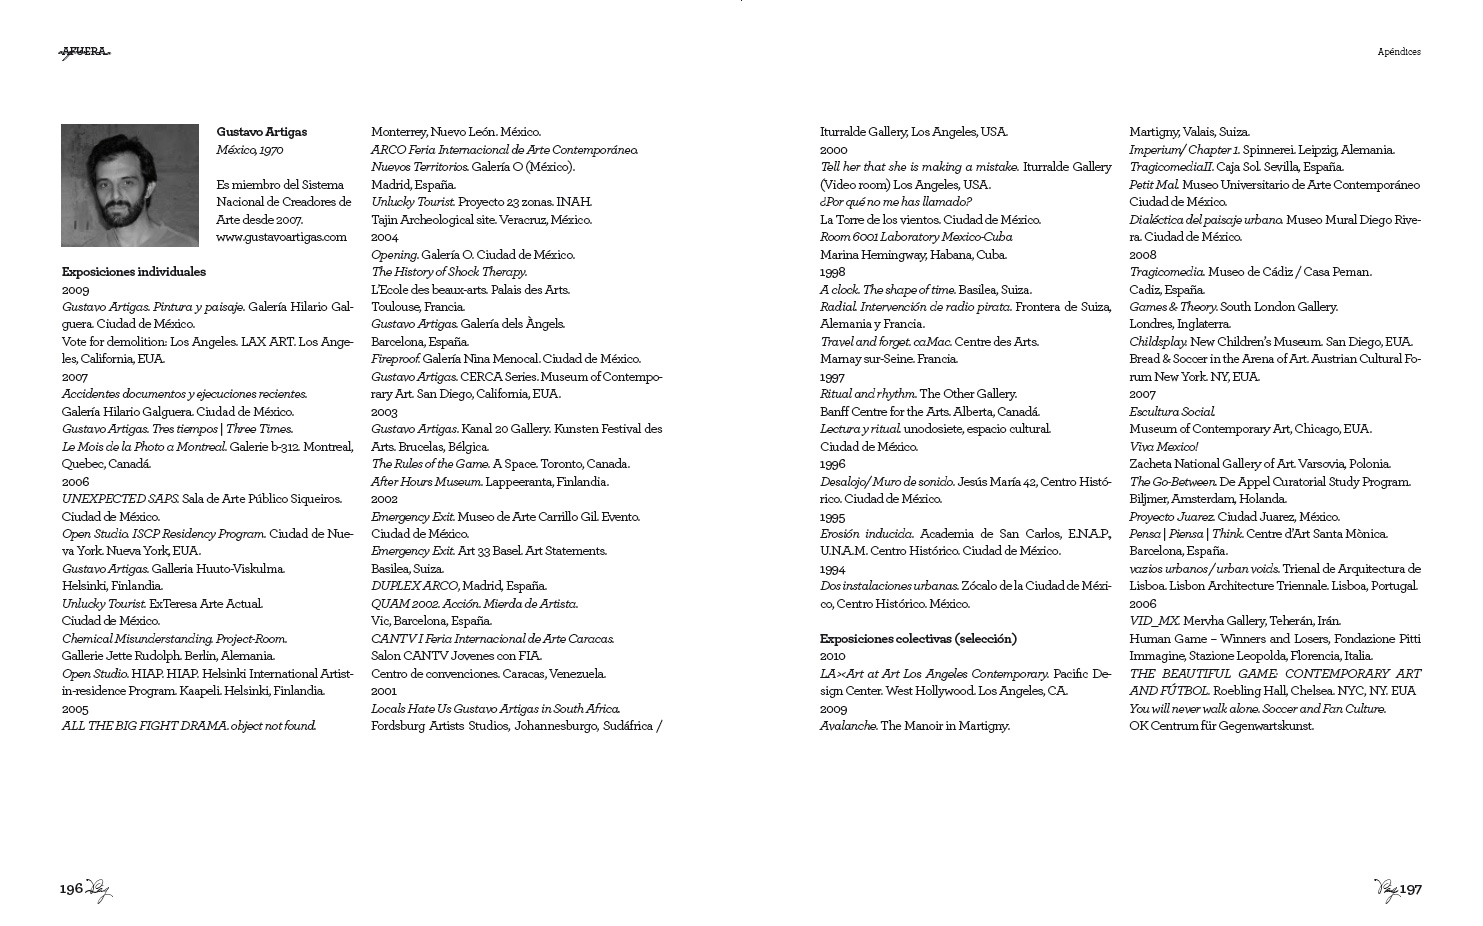 AFUERA
Apéndices
Gustavo Artigas
México, 1970
Es miembro del Sistema
Nacional de Creadores de
Arte desde 2007.
www.gustavoartigas.com
Exposiciones individuales
2009
Gustavo Artigas. Pintura y paisaje. Galería Hilario Gal-
guera. Ciudad de México.
Vote for demolition: Los Angeles. LAX ART. Los Ange-
les, California, EUA.
2007
Accidentes documentos y ejecuciones recientes.
Galería Hilario Galguera. Ciudad de México.
Gustavo Artigas. Tres tiempos | Three Times.
Le Mois de la Photo a Montreal. Galerie b-312. Montreal,
Quebec, Canadá.
2006
UNEXPECTED SAPS. Sala de Arte Público Siqueiros.
Ciudad de México.
Open Studio. ISCP Residency Program. Ciudad de Nue-
va York. Nueva York, EUA.
Gustavo Artigas. Galleria Huuto-Viskulma.
Helsinki, Finlandia.
Unlucky Tourist. ExTeresa Arte Actual.
Ciudad de México.
Chemical Misunderstanding. Project-Room.
Gallerie Jette Rudolph. Berlin, Alemania.
Open Studio. HIAP. HIAP. Helsinki International Artist-
in-residence Program. Kaapeli. Helsinki, Finlandia.
2005
ALL THE BIG FIGHT DRAMA. object not found.
Monterrey, Nuevo León. México.
ARCO Feria Internacional de Arte Contemporáneo.
Nuevos Territorios. Galería O (México).
Madrid, España.
Unlucky Tourist. Proyecto 23 zonas. INAH.
Tajin Archeological site. Veracruz, México.
2004
Opening. Galería O. Ciudad de México.
The History of Shock Therapy.
L'Ecole des beaux-arts. Palais des Arts.
Toulouse, Francia.
Gustavo Artigas. Galería dels Àngels.
Barcelona, España.
Fireproof. Galería Nina Menocal. Ciudad de México.
Gustavo Artigas. CERCA Series. Museum of Contempo-
rary Art. San Diego, California, EUA.
2003
Gustavo Artigas. Kanal 20 Gallery. Kunsten Festival des
Arts. Brucelas, Bélgica.
The Rules of the Game. A Space. Toronto, Canada.
After Hours Museum. Lappeeranta, Finlandia.
2002
Emergency Exit. Museo de Arte Carrillo Gil. Evento.
Ciudad de México.
Emergency Exit. Art 33 Basel. Art Statements.
Basilea, Suiza.
DUPLEX ARCO, Madrid, España.
QUAM 2002. Acción. Mierda de Artista.
Vic, Barcelona, España.
CANTV I Feria Internacional de Arte Caracas.
Salon CANTV Jovenes con FIA.
Centro de convenciones. Caracas, Venezuela.
2001
Locals Hate Us Gustavo Artigas in South Africa.
Fordsburg Artists Studios, Johannesburgo, Sudáfrica /
Iturralde Gallery, Los Angeles, USA.
2000
Tell her that she is making a mistake. Iturralde Gallery
(Video room) Los Angeles, USA.
¿Por qué no me has llamado?
La Torre de los vientos. Ciudad de México.
Room 6001 Laboratory Mexico-Cuba
Marina Hemingway, Habana, Cuba.
1998
A clock. The shape of time. Basilea, Suiza.
Radial. Intervención de radio pirata. Frontera de Suiza,
Alemania y Francia.
Travel and forget. caMac. Centre des Arts.
Marnay sur-Seine. Francia.
1997
Ritual and rhythm. The Other Gallery.
Banff Centre for the Arts. Alberta, Canadá.
Lectura y ritual. unodosiete, espacio cultural.
Ciudad de México.
1996
Desalojo/Muro de sonido. Jesús María 42, Centro Histó-
rico. Ciudad de México.
1995
Erosión inducida. Academia de San Carlos, E.N.A.P.,
U.N.A.M. Centro Histórico. Ciudad de México.
1994
Dos instalaciones urbanas. Zócalo de la Ciudad de Méxi-
co, Centro Histórico. México.
Exposiciones colectivas (selección)
2010
LA><Art at Art Los Angeles Contemporary. Pacific De-
sign Center. West Hollywood. Los Angeles, CA.
2009
Avalanche. The Manoir in Martigny.
Martigny, Valais, Suiza.
Imperium/ Chapter 1. Spinnerei. Leipzig, Alemania.
TragicomediaII. Caja Sol. Sevilla, España.
Petit Mal. Museo Universitario de Arte Contemporáneo
Ciudad de México.
Dialéctica del paisaje urbano. Museo Mural Diego Rive-
ra. Ciudad de México.
2008
Tragicomedia. Museo de Cádiz / Casa Peman.
Cadíz, España.
Games & Theory. South London Gallery.
Londres, Inglaterra.
Childsplay. New Children's Museum. San Diego, EUA.
Bread & Soccer in the Arena of Art. Austrian Cultural Fo-
rum New York. NY, EUA.
2007
Escultura Social.
Museum of Contemporary Art, Chicago, EUA.
Viva Mexico!
Zacheta National Gallery of Art. Varsovia, Polonia.
The Go-Between. De Appel Curatorial Study Program.
Biljmer, Amsterdam, Holanda.
Proyecto Juarez. Ciudad Juarez, México.
Pensa | Piensa | Think. Centre d'Art Santa Mònica.
Barcelona, España.
vazios urbanos / urban voids. Trienal de Arquitectura de
Lisboa. Lisbon Architecture Triennale. Lisboa, Portugal.
2006
VID_MX. Mervha Gallery, Teherán, Irán.
Human Game – Winners and Losers, Fondazione Pitti
Immagine, Stazione Leopolda, Florencia, Italia.
THE BEAUTIFUL GAME: CONTEMPORARY ART
AND FÚTBOL. Roebling Hall, Chelsea. NYC, NY. EUA
You will never walk alone. Soccer and Fan Culture.
OK Centrum für Gegenwartskunst.
196
197